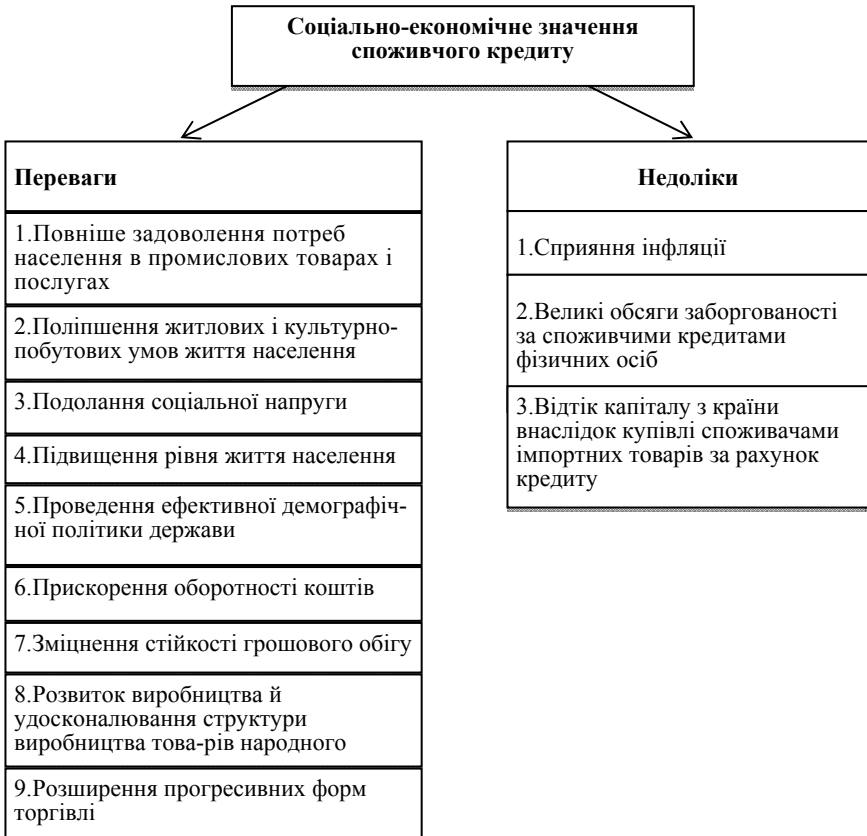 Соціально-економічне значення
споживчого кредиту
Переваги
1.Повніше задоволення потреб
населення в промислових товарах і
послугах
2.Поліпшення житлових і культурно-
побутових умов життя населення
3.Подолання соціальної напруги
4.Підвищення рівня життя населення
5.Проведення ефективної демографіч-
ної політики держави
6.Прискорення оборотності коштів
7.Зміцнення стійкості грошового обігу
8.Розвиток виробництва й
удосконалювання структури
виробництва това-рів народного
9.Розширення прогресивних форм
торгівлі
Недоліки
1.Сприяння інфляції
2.Великі обсяги заборгованості
за споживчими кредитами
фізичних осіб
3.Відтік капіталу з країни
внаслідок купівлі споживачами
імпортних товарів за рахунок
кредиту